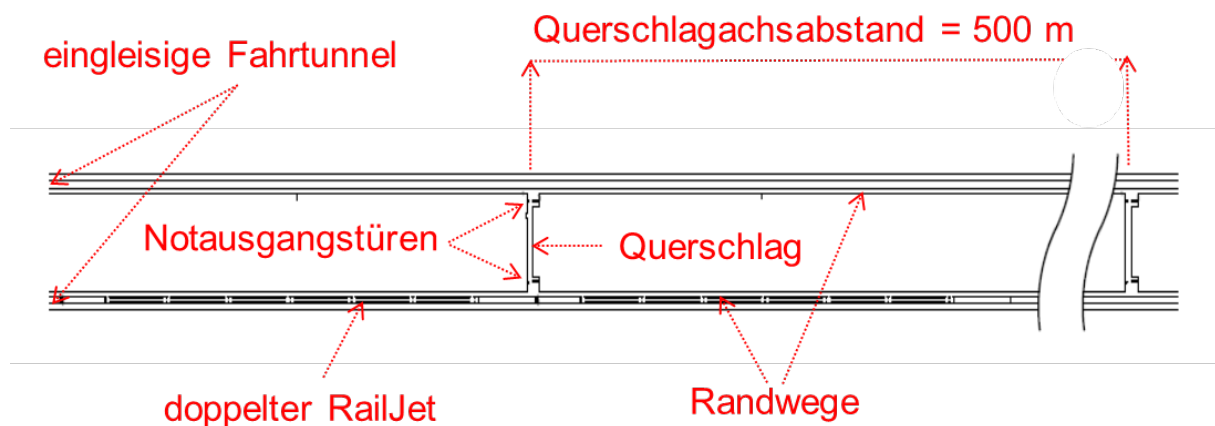 Querschlagachsabstand = 500 m
eingleisige Fahrtunnel
Notausgangstüren
Querschlag
doppelter RailJet
Randwege